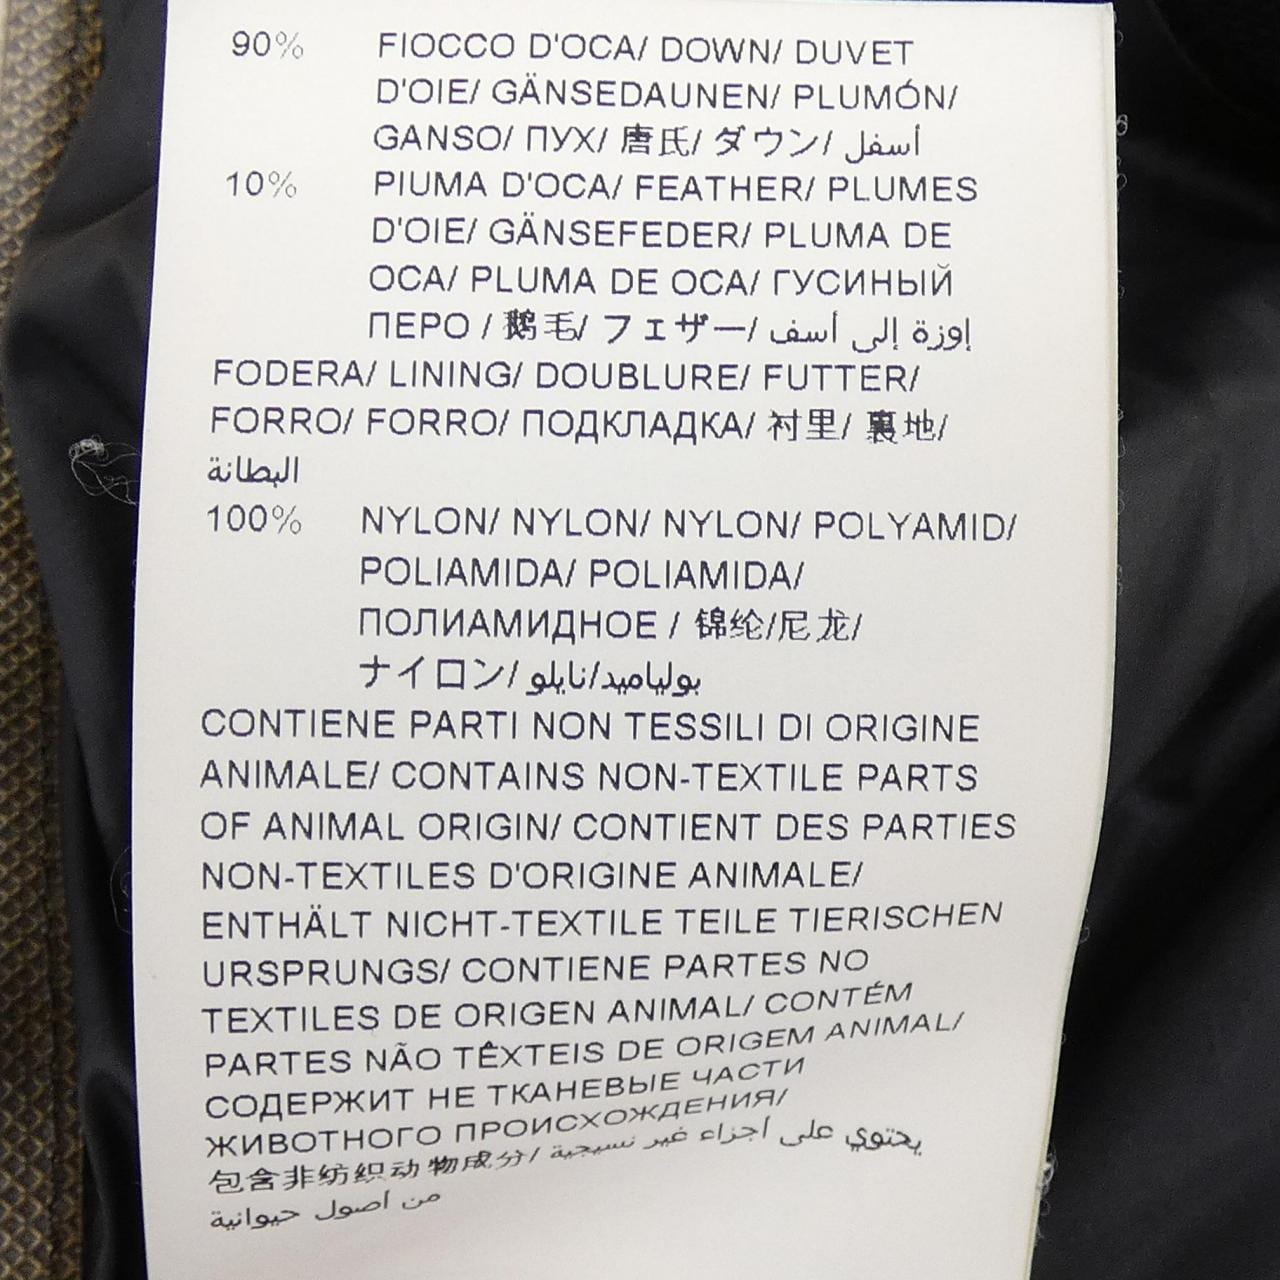 90% FIOCCO D'OCA/ DOWN/ DUVET
D'OIE/ GÄNSEDAUNEN/ PLUMÓN/
GANSO/ ПУХ/ 唐氏/ ダウン/ أسفل
10% PIUMA D'OCA/ FEATHER/ PLUMES
D'OIE/ GÄNSEFEDER/ PLUMA DE
OCA/ PLUMA DE OCA/ ГУСИНЫЙ
ПЕРО / 鹅毛/ フェザー/ إوزة إلى أسف
FODERA/ LINING/ DOUBLURE/ FUTTER/
FORRO/ FORRO/ ПОДКЛАДКА/ 衬里/ 裏地/
البطانة
100% NYLON/ NYLON/ NYLON/ POLYAMID/
POLIAMIDA/ POLIAMIDA/
ПОЛИАМИДНОЕ / 锦纶/尼龙/
ナイロン/ بولياميد/نايلو
CONTIENE PARTI NON TESSILI DI ORIGINE
ANIMALE/ CONTAINS NON-TEXTILE PARTS
OF ANIMAL ORIGIN/ CONTIENT DES PARTIES
NON-TEXTILES D'ORIGINE ANIMALE/
ENTHÄLT NICHT-TEXTILE TEILE TIERISCHEN
URSPRUNGS/ CONTIENE PARTES NO
TEXTILES DE ORIGEN ANIMAL/ CONTÉM
PARTES NÃO TÊXTEIS DE ORIGEM ANIMAL/
СОДЕРЖИТ НЕ ТКАНЕВЫЕ ЧАСТИ
ЖИВОТНОГО ПРОИСХОЖДЕНИЯ/
包含非纺织动物成分/ يحتوي على أجزاء غير نسيجية
من أصول حيوانية